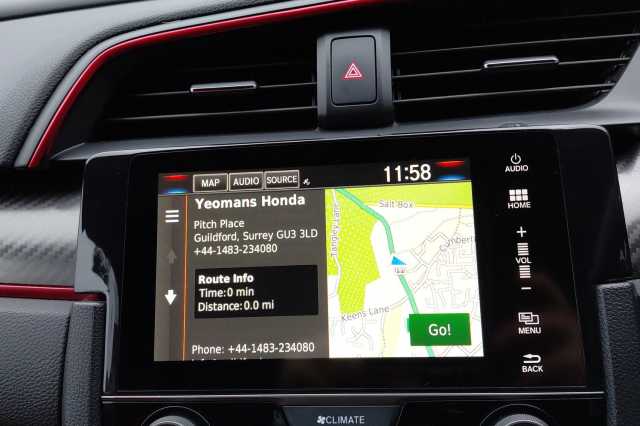 MAP AUDIO SOURCE 11:58
Yeomans Honda
Pitch Place
Guildford, Surrey GU3 3LD
+44-1483-234080
Route Info
Time: 0 min
Distance: 0.0 mi
Phone: +44-1483-234080
Salt Box
Tangley Lane
Keens Lane
Go!
AUDIO
HOME
+
VOL
-
MENU
BACK
CLIMATE